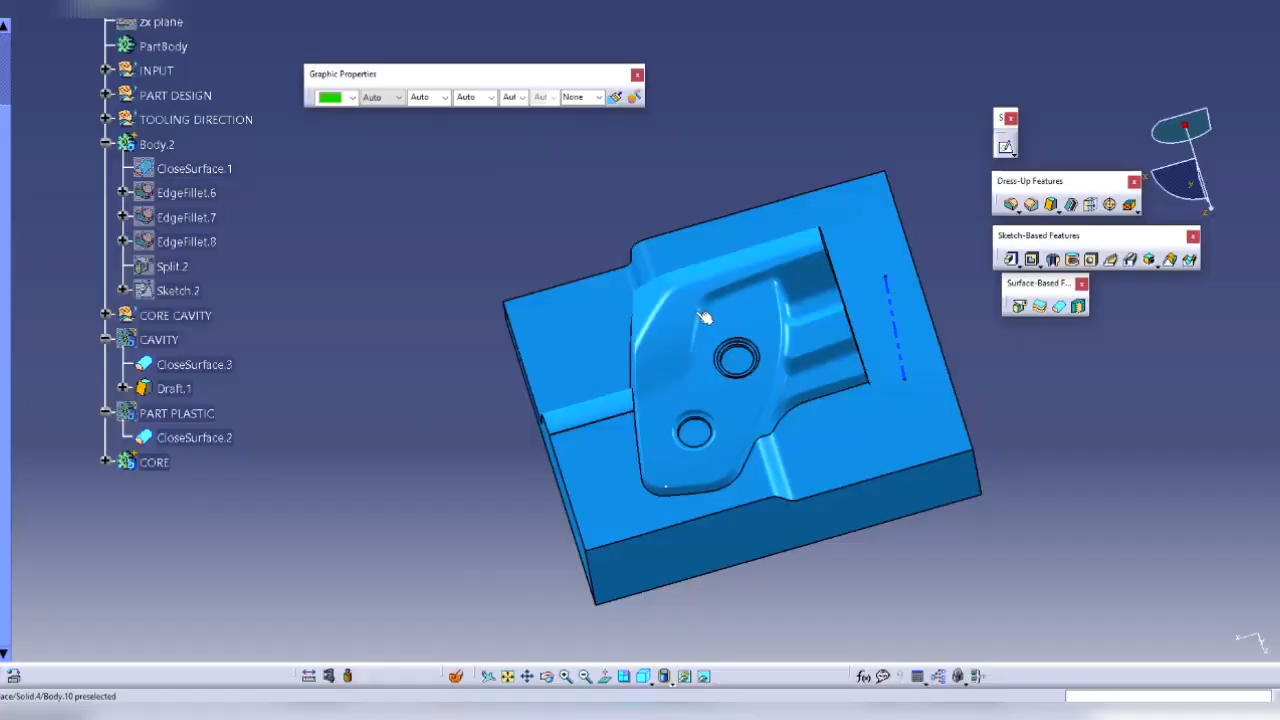 zx plane
PartBody
INPUT
PART DESIGN
TOOLING DIRECTION
Body.2
CloseSurface.1
EdgeFillet.6
EdgeFillet.7
EdgeFillet.8
Split.2
Sketch.2
CORE CAVITY
CAVITY
CloseSurface.3
Draft.1
PART PLASTIC
CloseSurface.2
CORE
Graphic Properties
Auto Auto Auto Aut Aut None
S
Dress-Up Features
Sketch-Based Features
Surface-Based F...
x
y
z
ace/Solid.4/Body.10 preselected